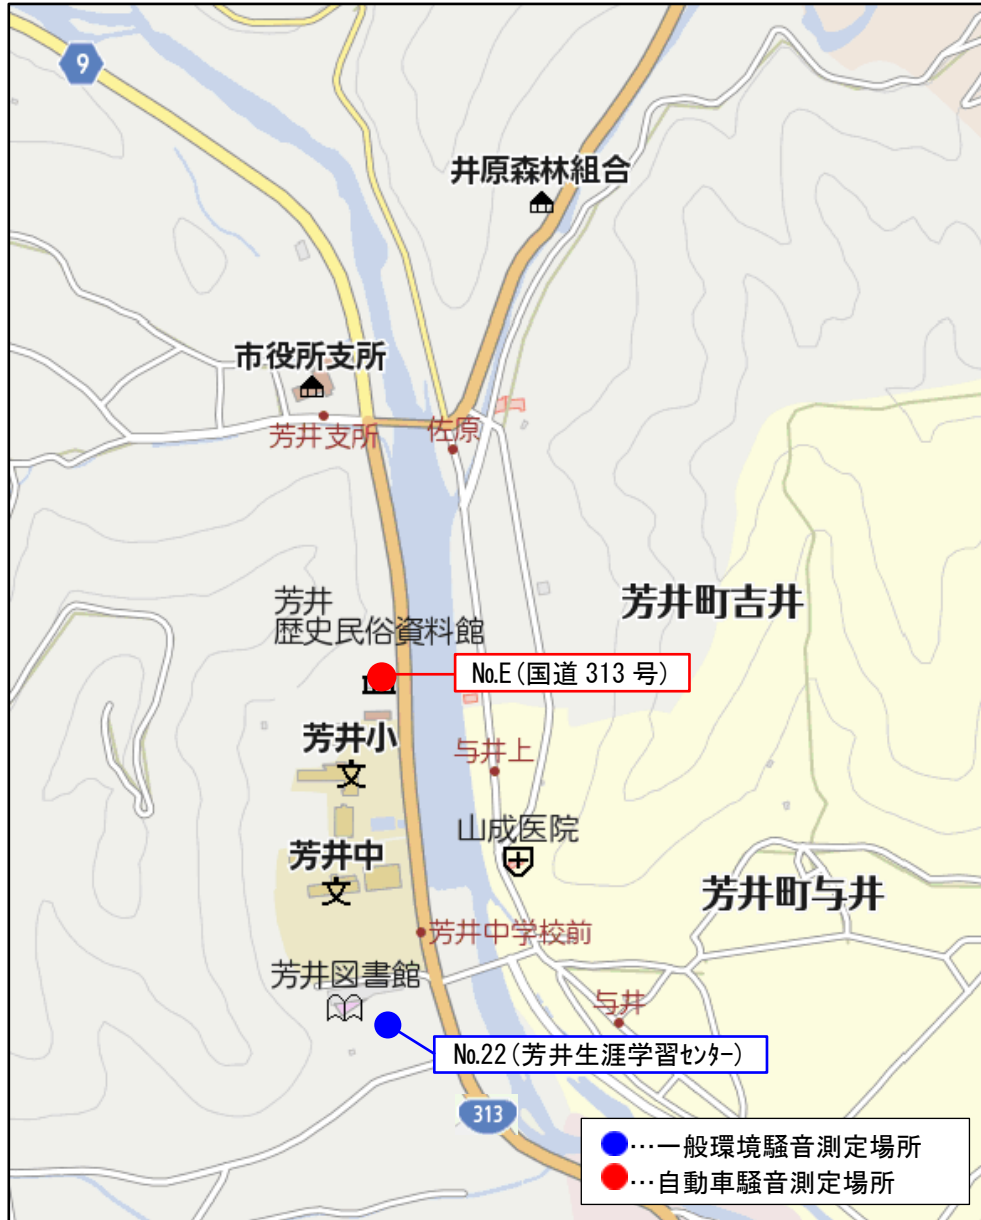 9
井原森林組合
市役所支所
芳井支所
佐原
芳井
歴史民俗資料館
芳井町吉井
No.E(国道 313 号)
芳井小
与井上
山成医院
芳井中
芳井町与井
芳井中学校前
芳井図書館
与井
No.22(芳井生涯学習センター)
313
●…一般環境騒音測定場所
●…自動車騒音測定場所